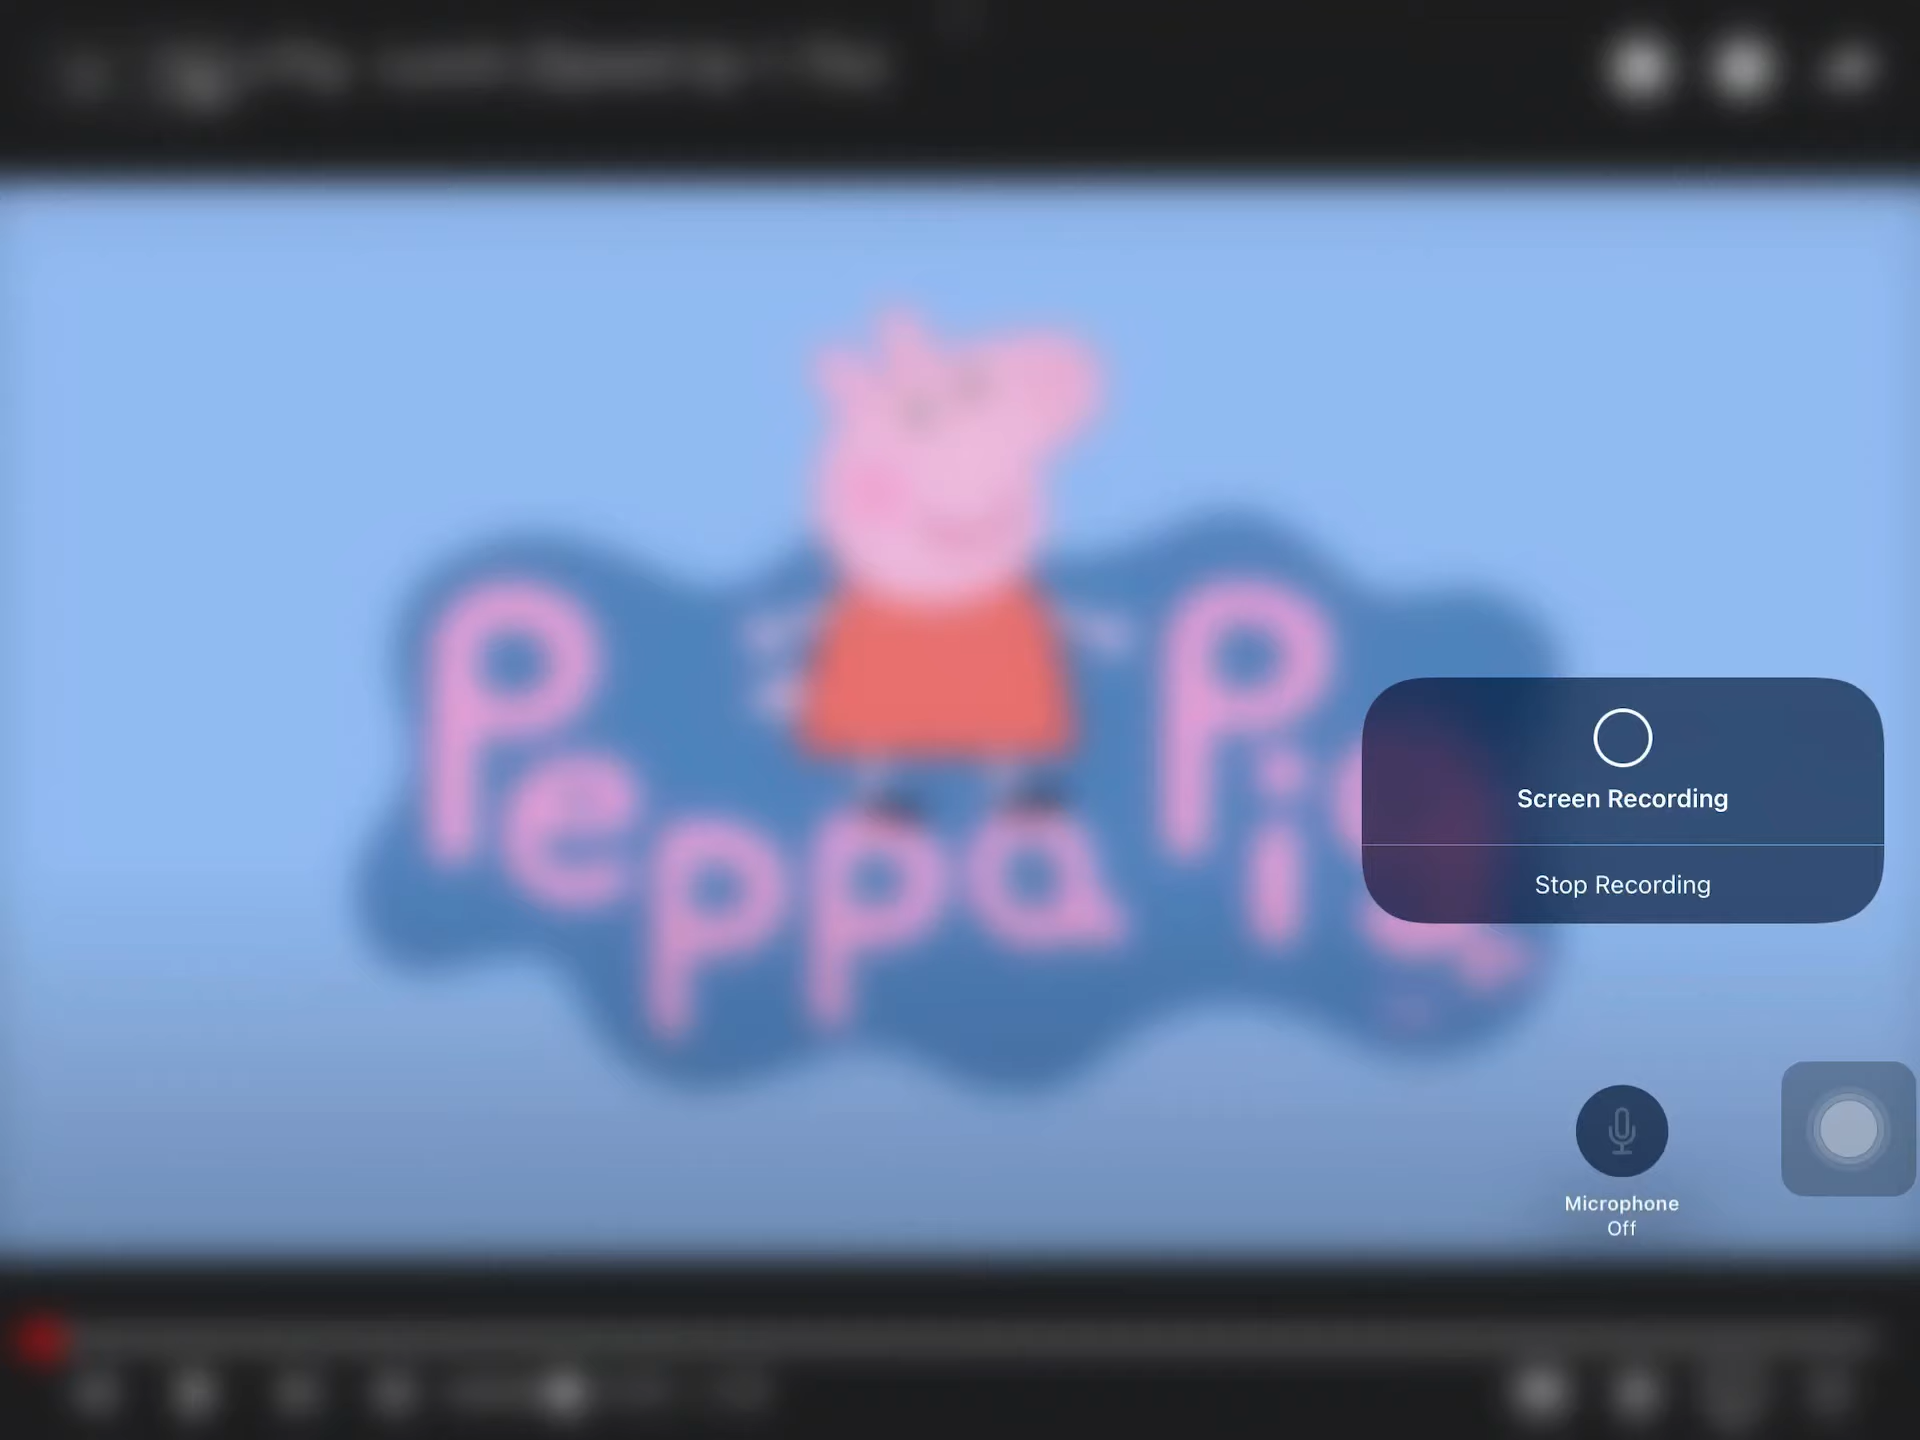 Peppa Pig
Screen Recording
Stop Recording
Microphone
Off